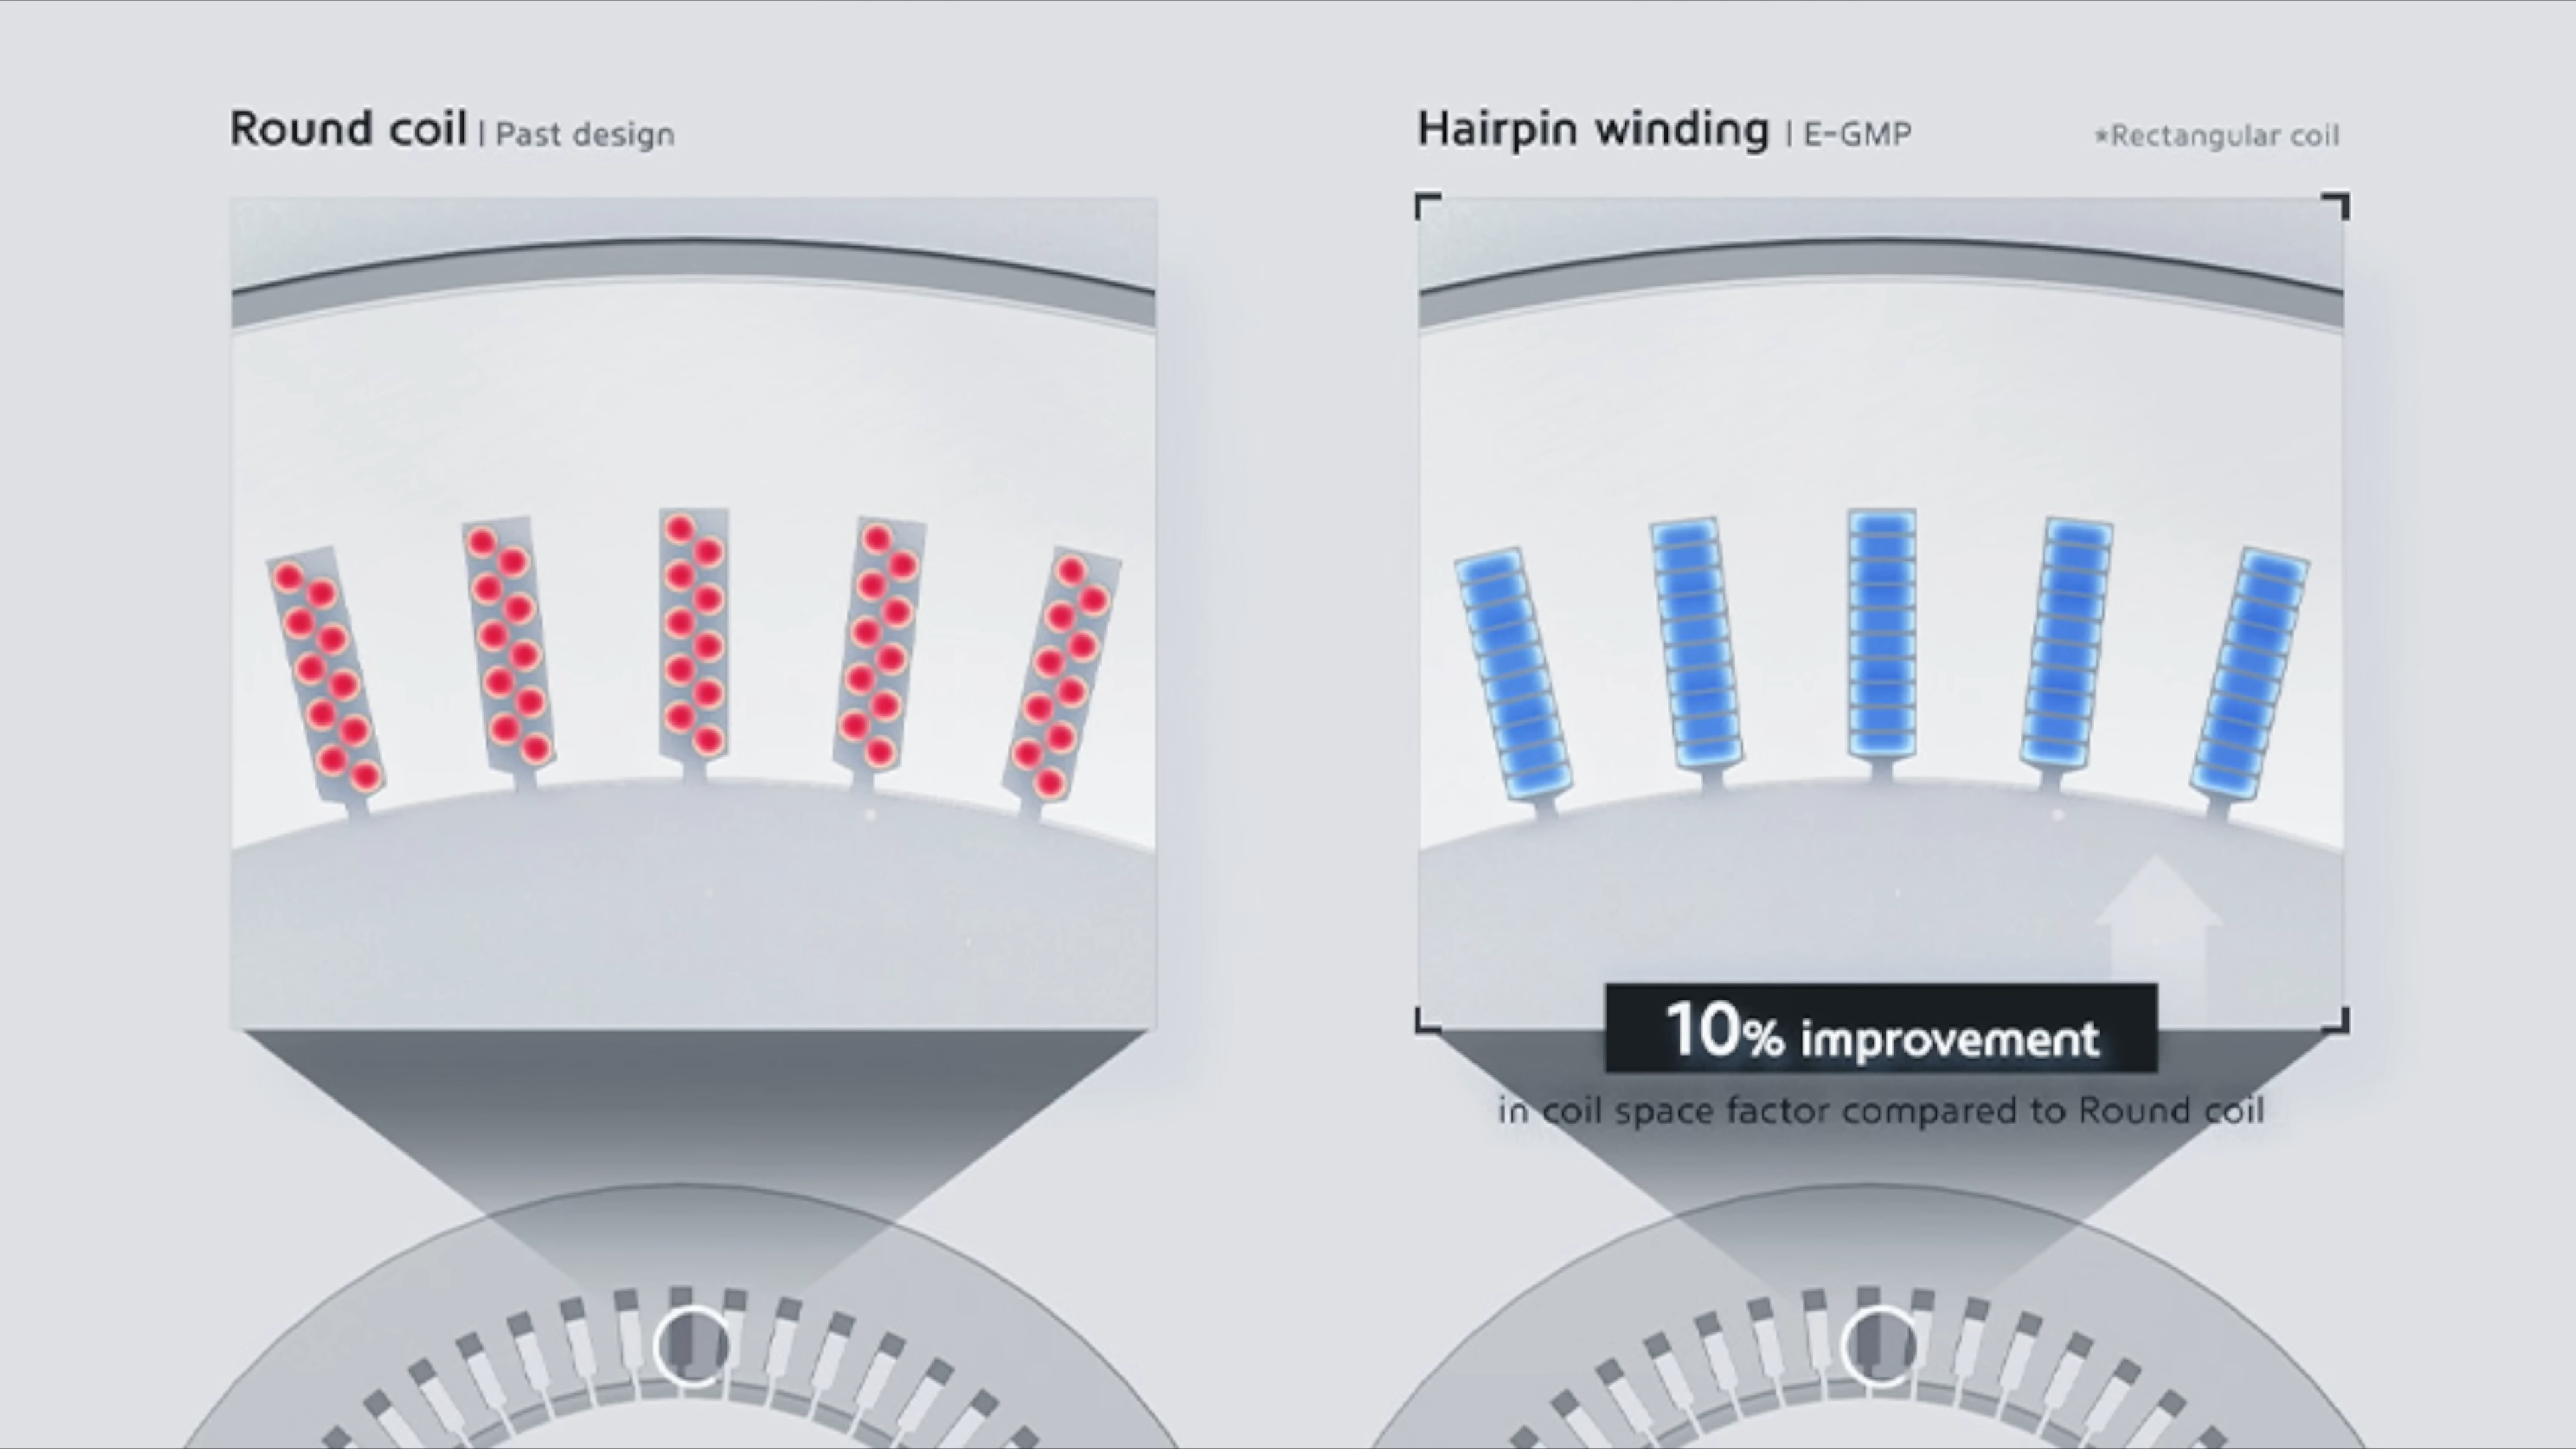 Round coil | Past design
Hairpin winding | E-GMP
*Rectangular coil
10% improvement
in coil space factor compared to Round coil